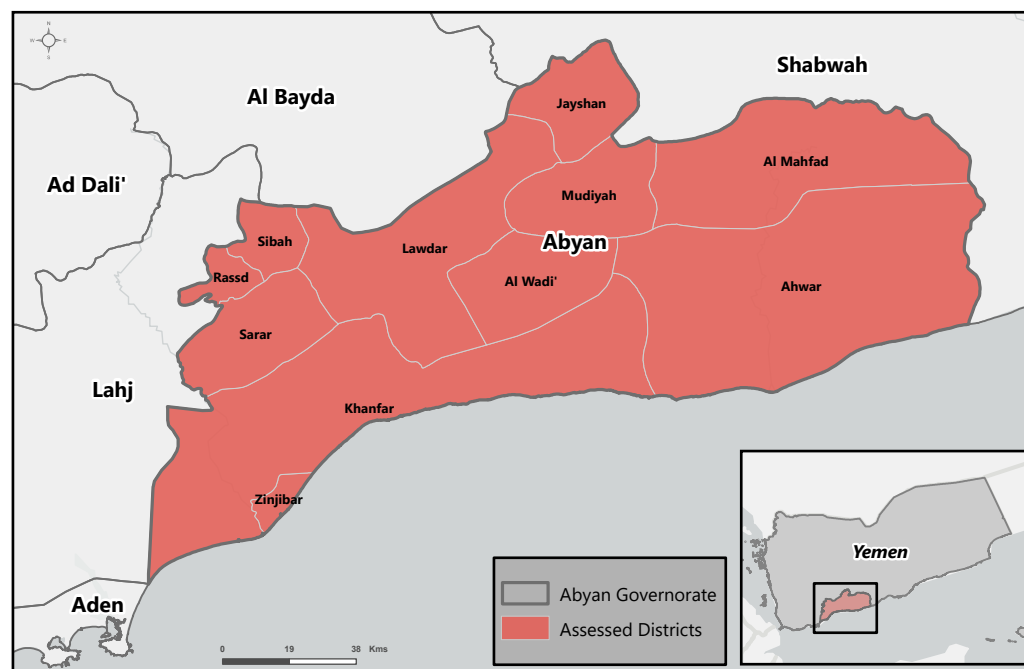 N
W
E
S
Shabwah
Al Bayda
Jayshan
Al Mahfad
Ad Dali'
Mudiyah
Sibah
Lawdar
Abyan
Rassd
Al Wadi'
Ahwar
Sarar
Lahj
Khanfar
Zinjibar
Yemen
Aden
Abyan Governorate
Assessed Districts
0 19 38 Kms